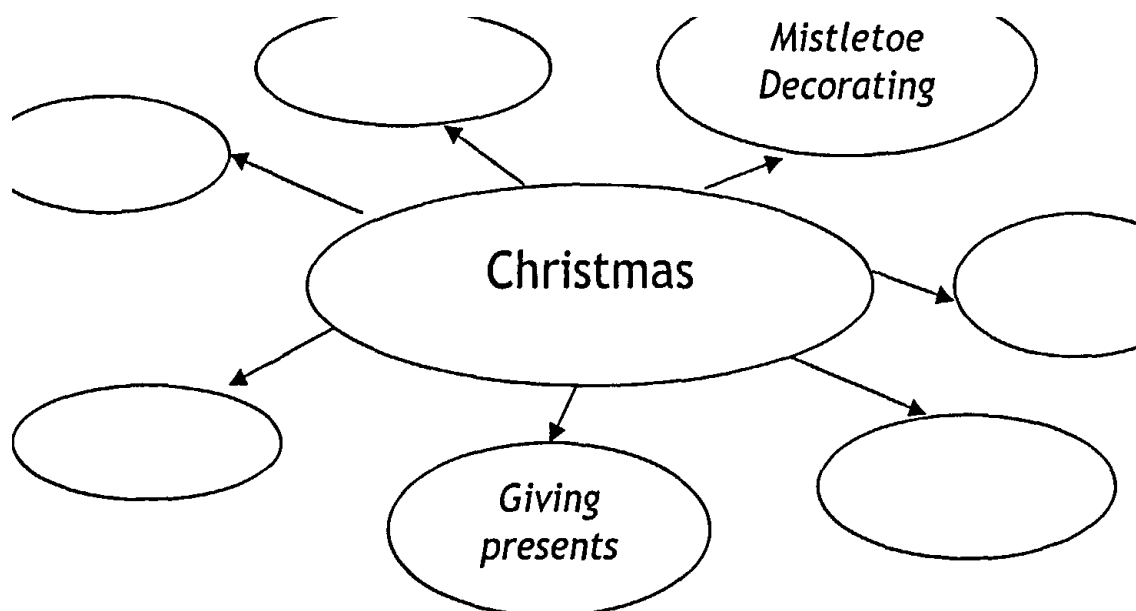 Mistletoe
Decorating
Christmas
Giving
presents